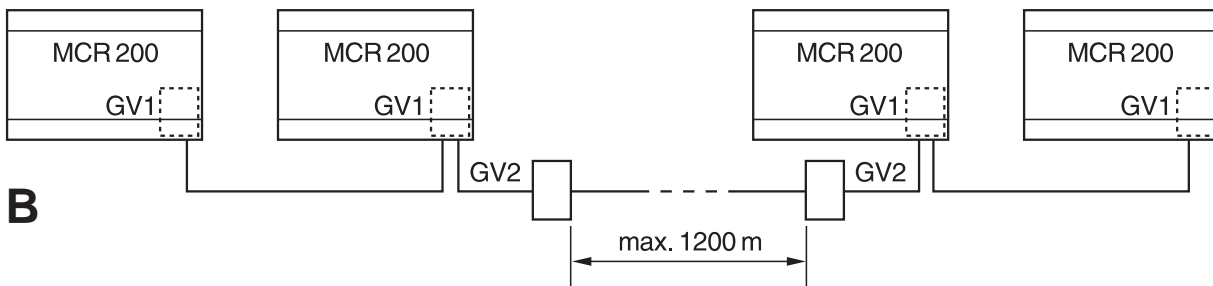 MCR 200 MCR 200 MCR 200 MCR 200
GV1 GV1 GV1 GV1
GV2 GV2
B
max. 1200 m